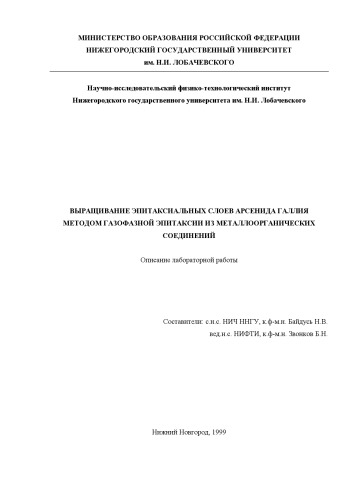 МИНИСТЕРСТВО ОБРАЗОВАНИЯ РОССИЙСКОЙ ФЕДЕРАЦИИ
НИЖЕГОРОДСКИЙ ГОСУДАРСТВЕННЫЙ УНИВЕРСИТЕТ
им. Н.И. ЛОБАЧЕВСКОГО
Научно-исследовательский физико-технологический институт
Нижегородского государственного университета им. Н.И. Лобачевского
ВЫРАЩИВАНИЕ ЭПИТАКСИАЛЬНЫХ СЛОЕВ АРСЕНИДА ГАЛЛИЯ
МЕТОДОМ ГАЗОФАЗНОЙ ЭПИТАКСИИ ИЗ МЕТАЛЛООРГАНИЧЕСКИХ
СОЕДИНЕНИЙ
Описание лабораторной работы
Составители: с.н.с. НИЧ ННГУ, к.ф-м.н. Байдусь Н.В.
вед.н.с. НИФТИ, к.ф-м.н. Звонков Б.Н.
Нижний Новгород, 1999